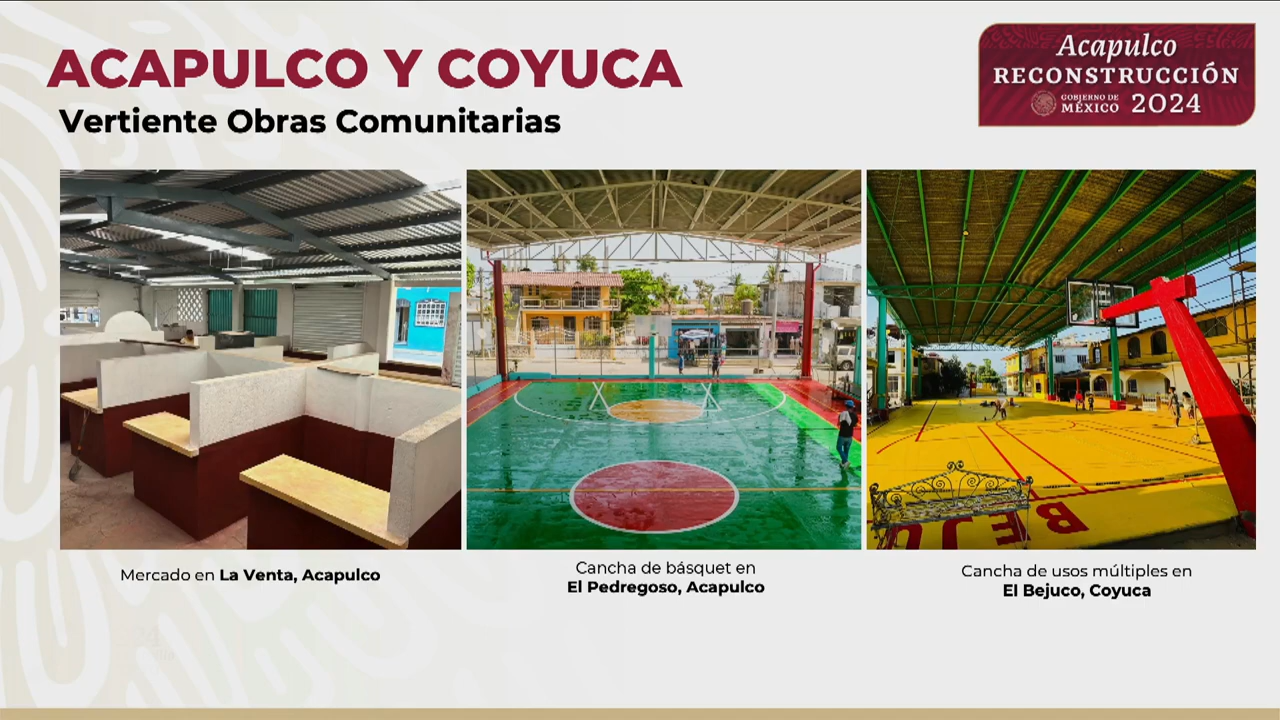 ACAPULCO Y COYUCA
Vertiente Obras Comunitarias
Acapulco
RECONSTRUCCIÓN
GOBIERNO DE
MÉXICO
2024
BEJU
Mercado en La Venta, Acapulco
Cancha de básquet en
El Pedregoso, Acapulco
Cancha de usos múltiples en
El Bejuco, Coyuca